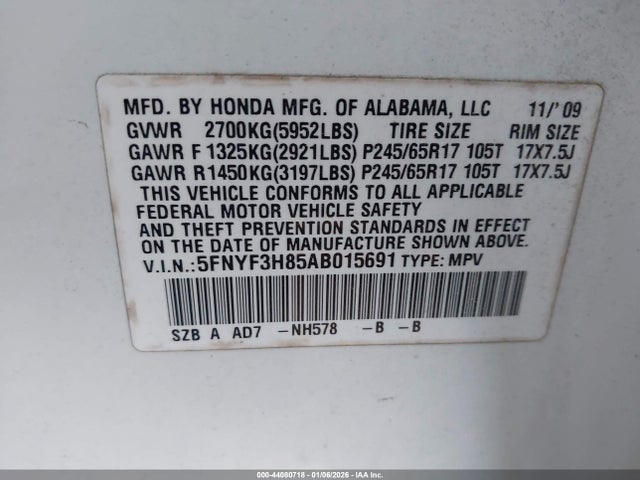 MFD. BY HONDA MFG. OF ALABAMA, LLC 11/'09
GVWR 2700KG(5952LBS) TIRE SIZE RIM SIZE
GAWR F 1325KG(2921LBS) P245/65R17 105T 17X7.5J
GAWR R1450KG(3197LBS) P245/65R17 105T 17X7.5J
THIS VEHICLE CONFORMS TO ALL APPLICABLE
FEDERAL MOTOR VEHICLE SAFETY
AND THEFT PREVENTION STANDARDS IN EFFECT ON
THE DATE OF MANUFACTURE SHOWN ABOVE.
V.I.N.:5FNYF3H85AB015691 TYPE: MPV
SZB A AD7 -NH578 -B -B
000-44080718 - 01/06/2026 - IAA Inc.